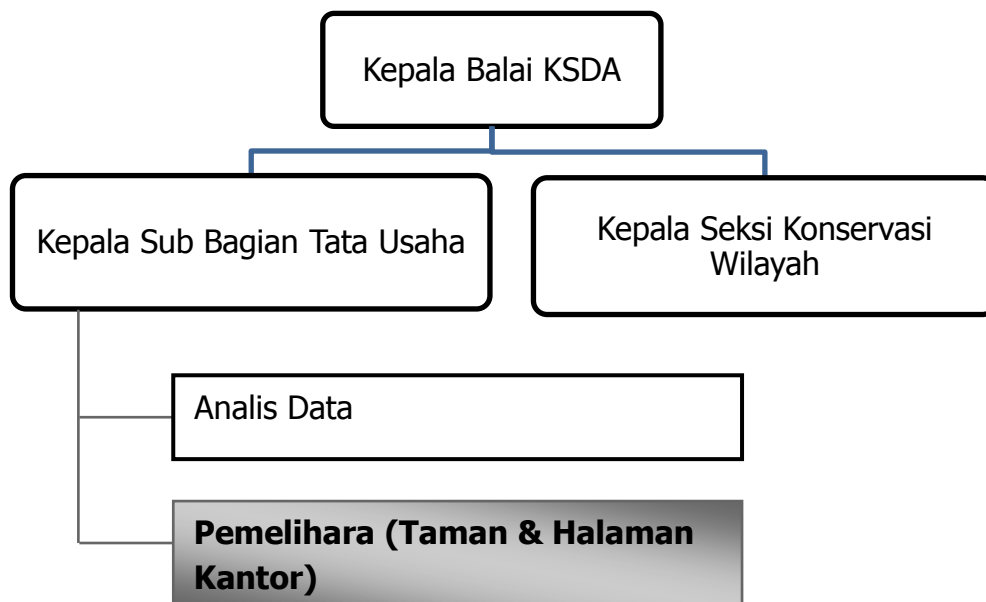 Kepala Balai KSDA
Kepala Sub Bagian Tata Usaha
Kepala Seksi Konservasi
Wilayah
Analis Data
Pemelihara (Taman & Halaman
Kantor)